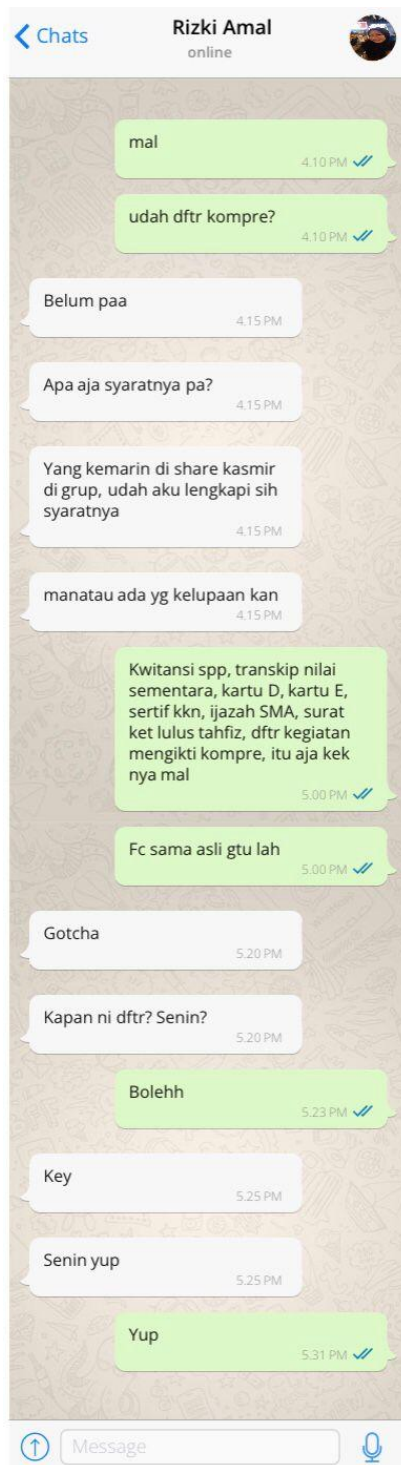 Chats
Rizki Amal
online
mal
4.10 PM
udah dftr kompre?
4.10 PM
Belum paa
4.15 PM
Apa aja syaratnya pa?
4.15 PM
Yang kemarin di share kasmir
di grup, udah aku lengkapi sih
syaratnya
4.15 PM
manatau ada yg kelupaan kan
4.15 PM
Kwitansi spp, transkip nilai
sementara, kartu D, kartu E,
sertif kkn, ijazah SMA, surat
ket lulus tahfiz, dftr kegiatan
mengikti kompre, itu aja kek
nya mal
5.00 PM
Fc sama asli gtu lah
5.00 PM
Gotcha
5.20 PM
Kapan ni dftr? Senin?
5.20 PM
Bolehh
5.23 PM
Key
5.25 PM
Senin yup
5.25 PM
Yup
5.31 PM
Message